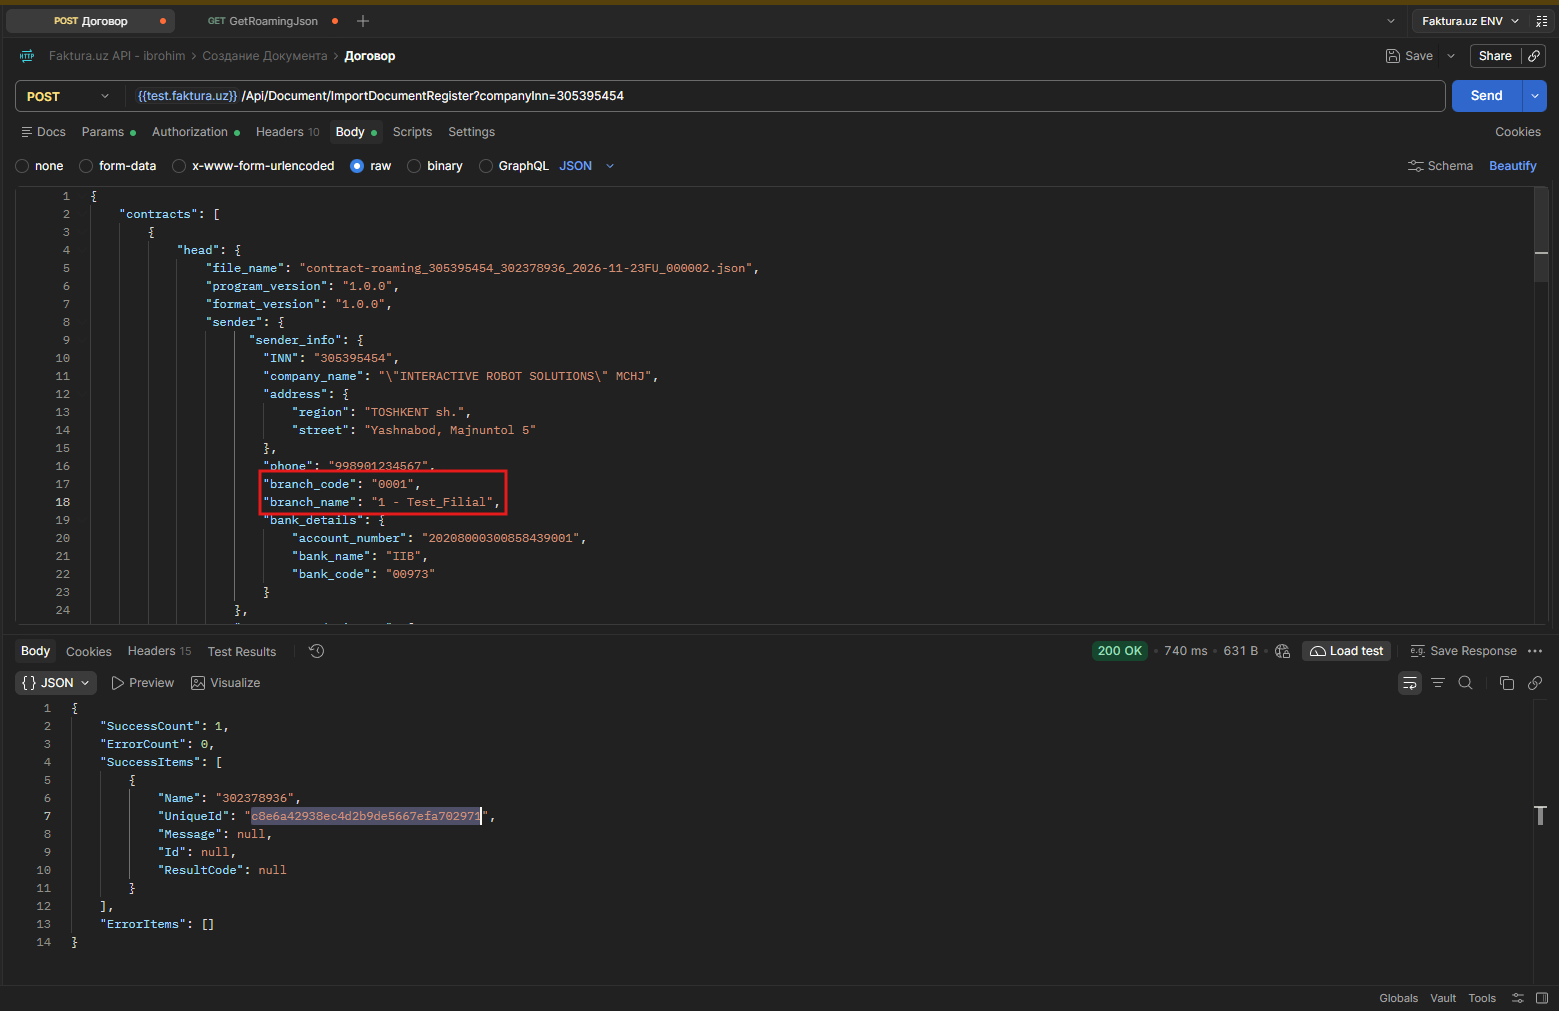 POST Договор
GET GetRoamingJson
Faktura.uz ENV
HTTP Faktura.uz API - ibrohim > Создание Документа > Договор
Save
Share
POST
{{test.faktura.uz}} /Api/Document/ImportDocumentRegister?companyInn=305395454
Send
Docs Params Authorization Headers 10 Body Scripts Settings
Cookies
none form-data x-www-form-urlencoded raw binary GraphQL JSON
Schema Beautify
1 {
2 "contracts": [
3 {
4 "head": {
5 "file_name": "contract-roaming_305395454_302378936_2026-11-23FU_000002.json",
6 "program_version": "1.0.0",
7 "format_version": "1.0.0",
8 "sender": {
9 "sender_info": {
10 "INN": "305395454",
11 "company_name": "\"INTERACTIVE ROBOT SOLUTIONS\" MCHJ",
12 "address": {
13 "region": "TOSHKENT sh.",
14 "street": "Yashnabod, Majnuntol 5"
15 },
16 "phone": "998901234567",
17 "branch_code": "0001",
18 "branch_name": "1 - Test_Filial",
19 "bank_details": {
20 "account_number": "20208000300858439001",
21 "bank_name": "IIB",
22 "bank_code": "00973"
23 }
24 },
Body Cookies Headers 15 Test Results
200 OK • 740 ms • 631 B
Load test
e.g. Save Response
{} JSON Preview Visualize
1 {
2 "SuccessCount": 1,
3 "ErrorCount": 0,
4 "SuccessItems": [
5 {
6 "Name": "302378936",
7 "UniqueId": "c8e6a42938ec4d2b9de5667efa702971",
8 "Message": null,
9 "Id": null,
10 "ResultCode": null
11 }
12 ],
13 "ErrorItems": []
14 }
Globals Vault Tools